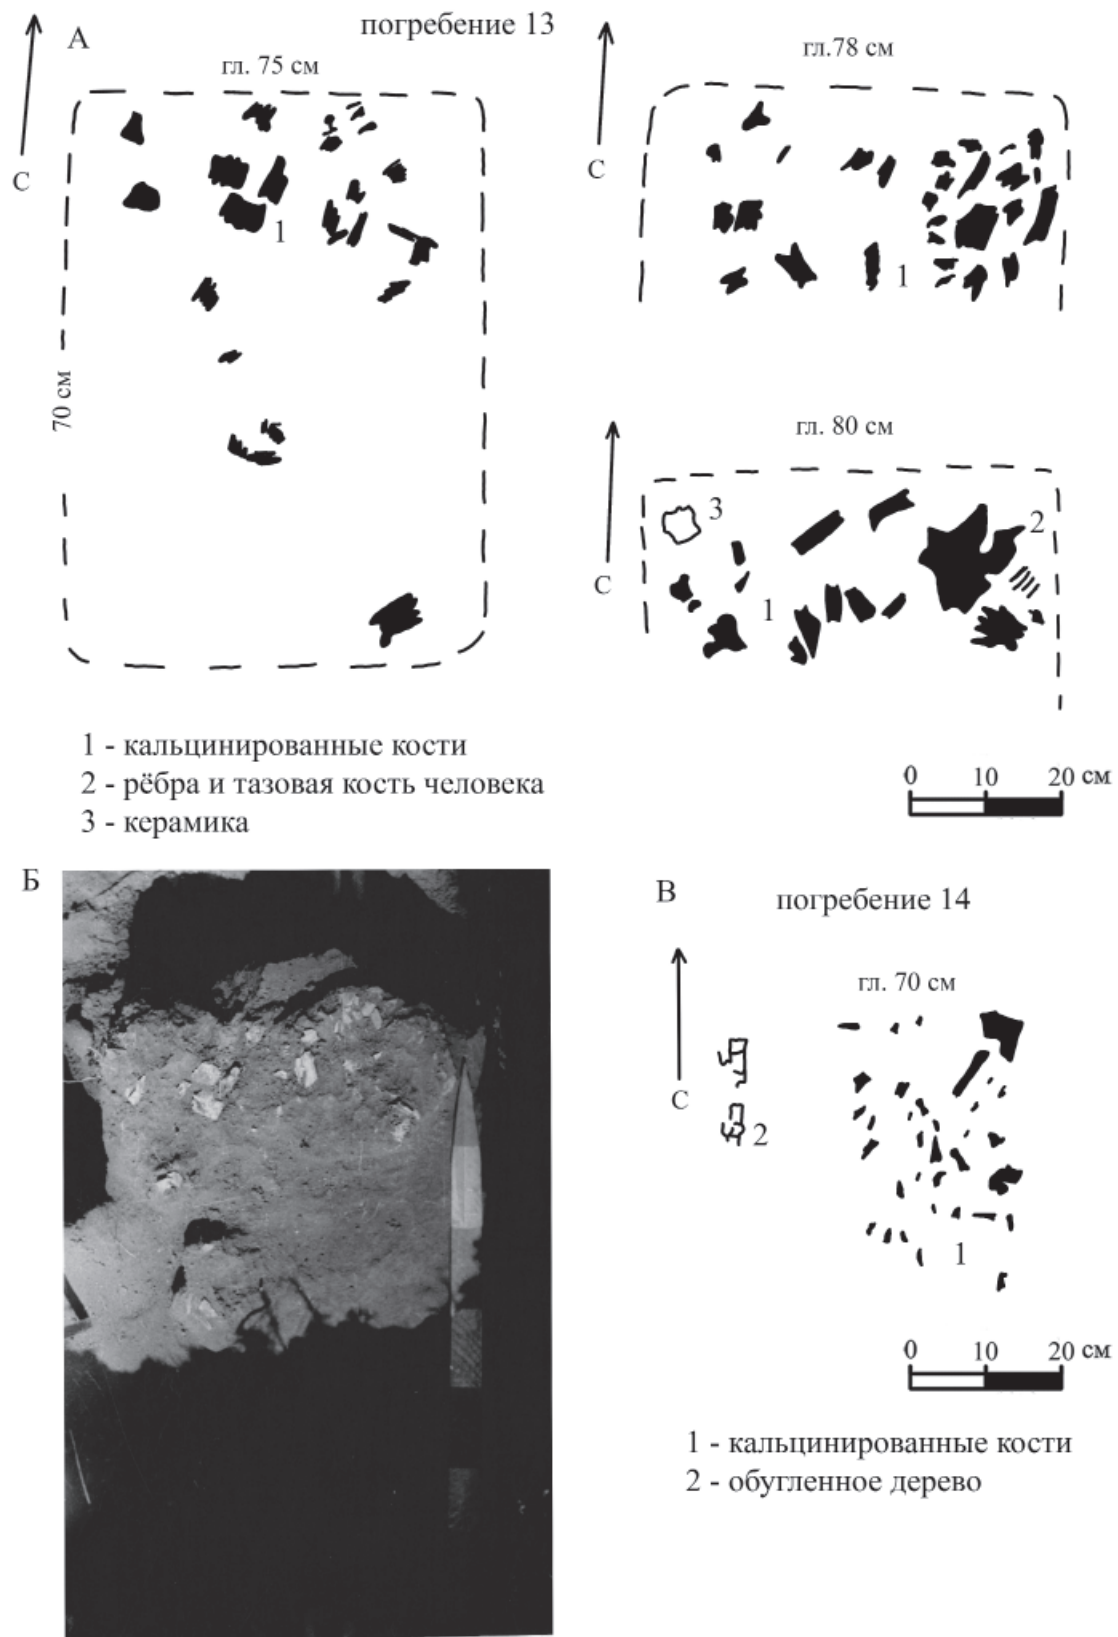 А
погребение 13
гл. 75 см
С
1
70 см
гл.78 см
С
1
гл. 80 см
С
3
2
1
1 - кальцинированные кости
2 - рёбра и тазовая кость человека
3 - керамика
0 10 20 см
Б
В
погребение 14
гл. 70 см
С
2
1
0 10 20 см
1 - кальцинированные кости
2 - обугленное дерево